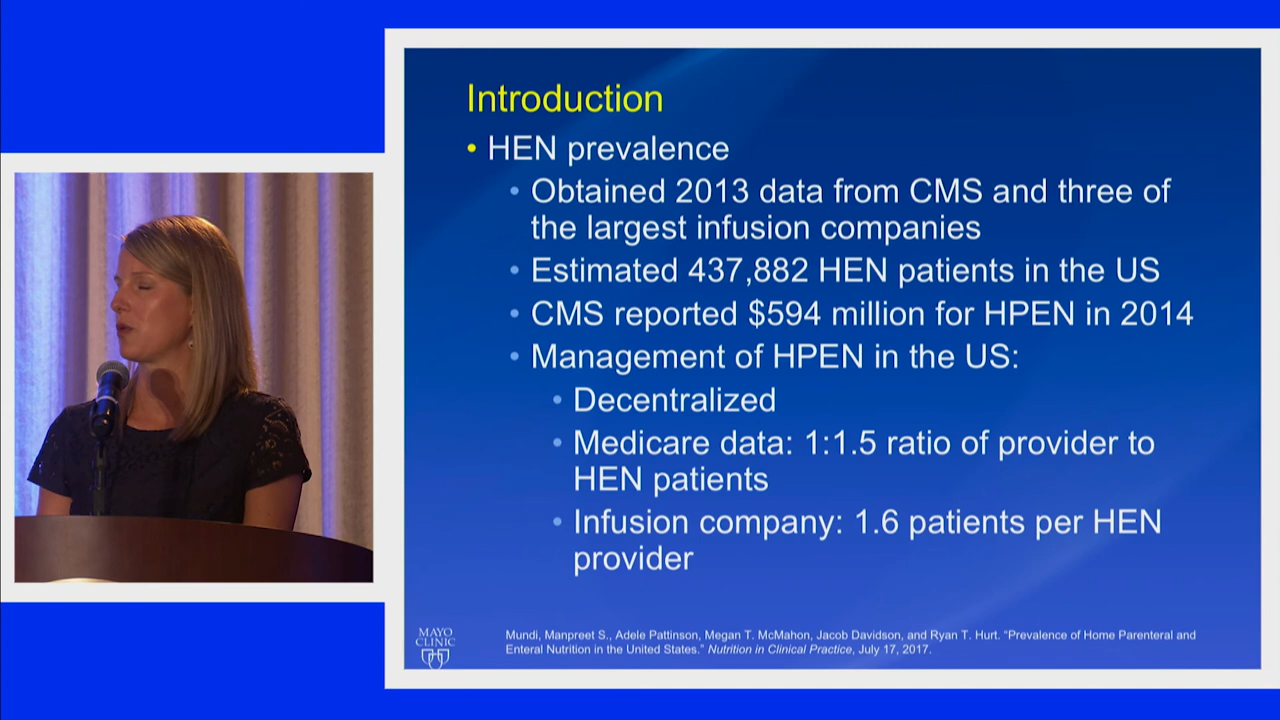 Introduction
• HEN prevalence
• Obtained 2013 data from CMS and three of
the largest infusion companies
• Estimated 437,882 HEN patients in the US
• CMS reported $594 million for HPEN in 2014
• Management of HPEN in the US:
• Decentralized
• Medicare data: 1:1.5 ratio of provider to
HEN patients
• Infusion company: 1.6 patients per HEN
provider
MAYO
CLINIC
Mundi, Manpreet S., Adele Pattinson, Megan T. McMahon, Jacob Davidson, and Ryan T. Hurt. “Prevalence of Home Parenteral and
Enteral Nutrition in the United States.” Nutrition in Clinical Practice, July 17, 2017.